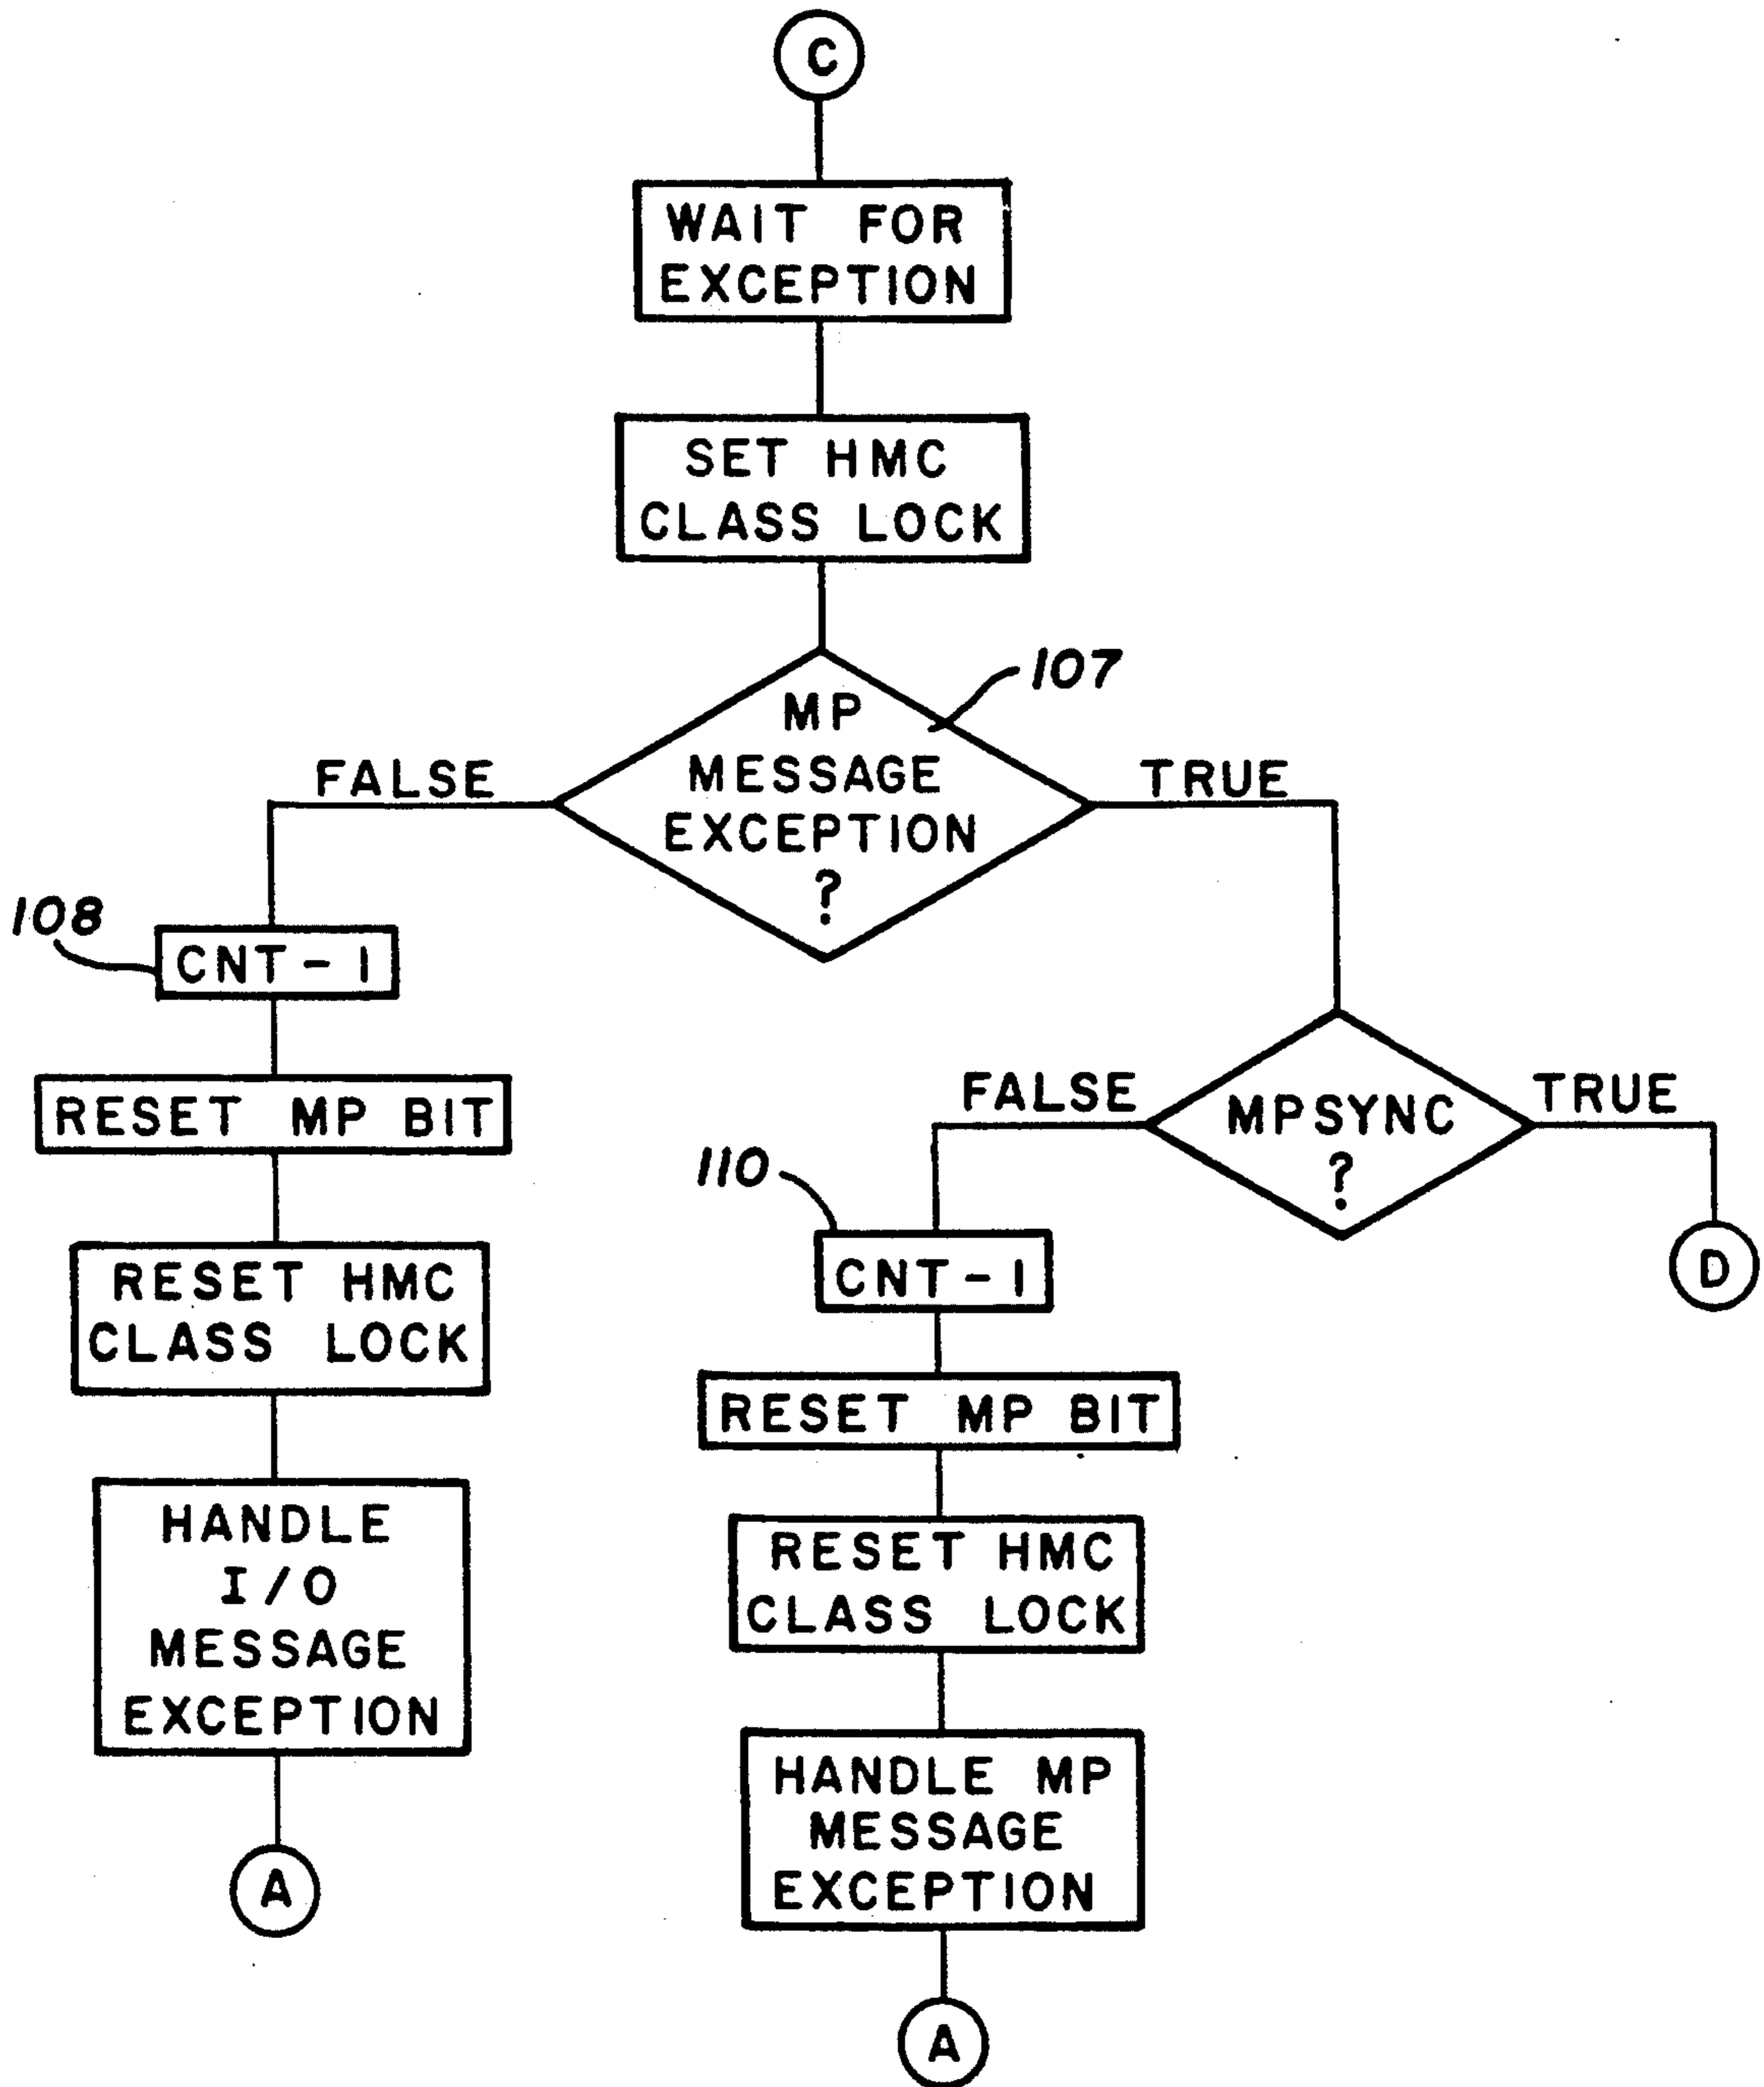 C
WAIT FOR
EXCEPTION
SET HMC
CLASS LOCK
107
MP
MESSAGE
EXCEPTION
?
FALSE
TRUE
108
CNT - 1
RESET MP BIT
RESET HMC
CLASS LOCK
HANDLE
I/O
MESSAGE
EXCEPTION
A
MPSYNC
?
FALSE
TRUE
D
110
CNT - 1
RESET MP BIT
RESET HMC
CLASS LOCK
HANDLE MP
MESSAGE
EXCEPTION
A